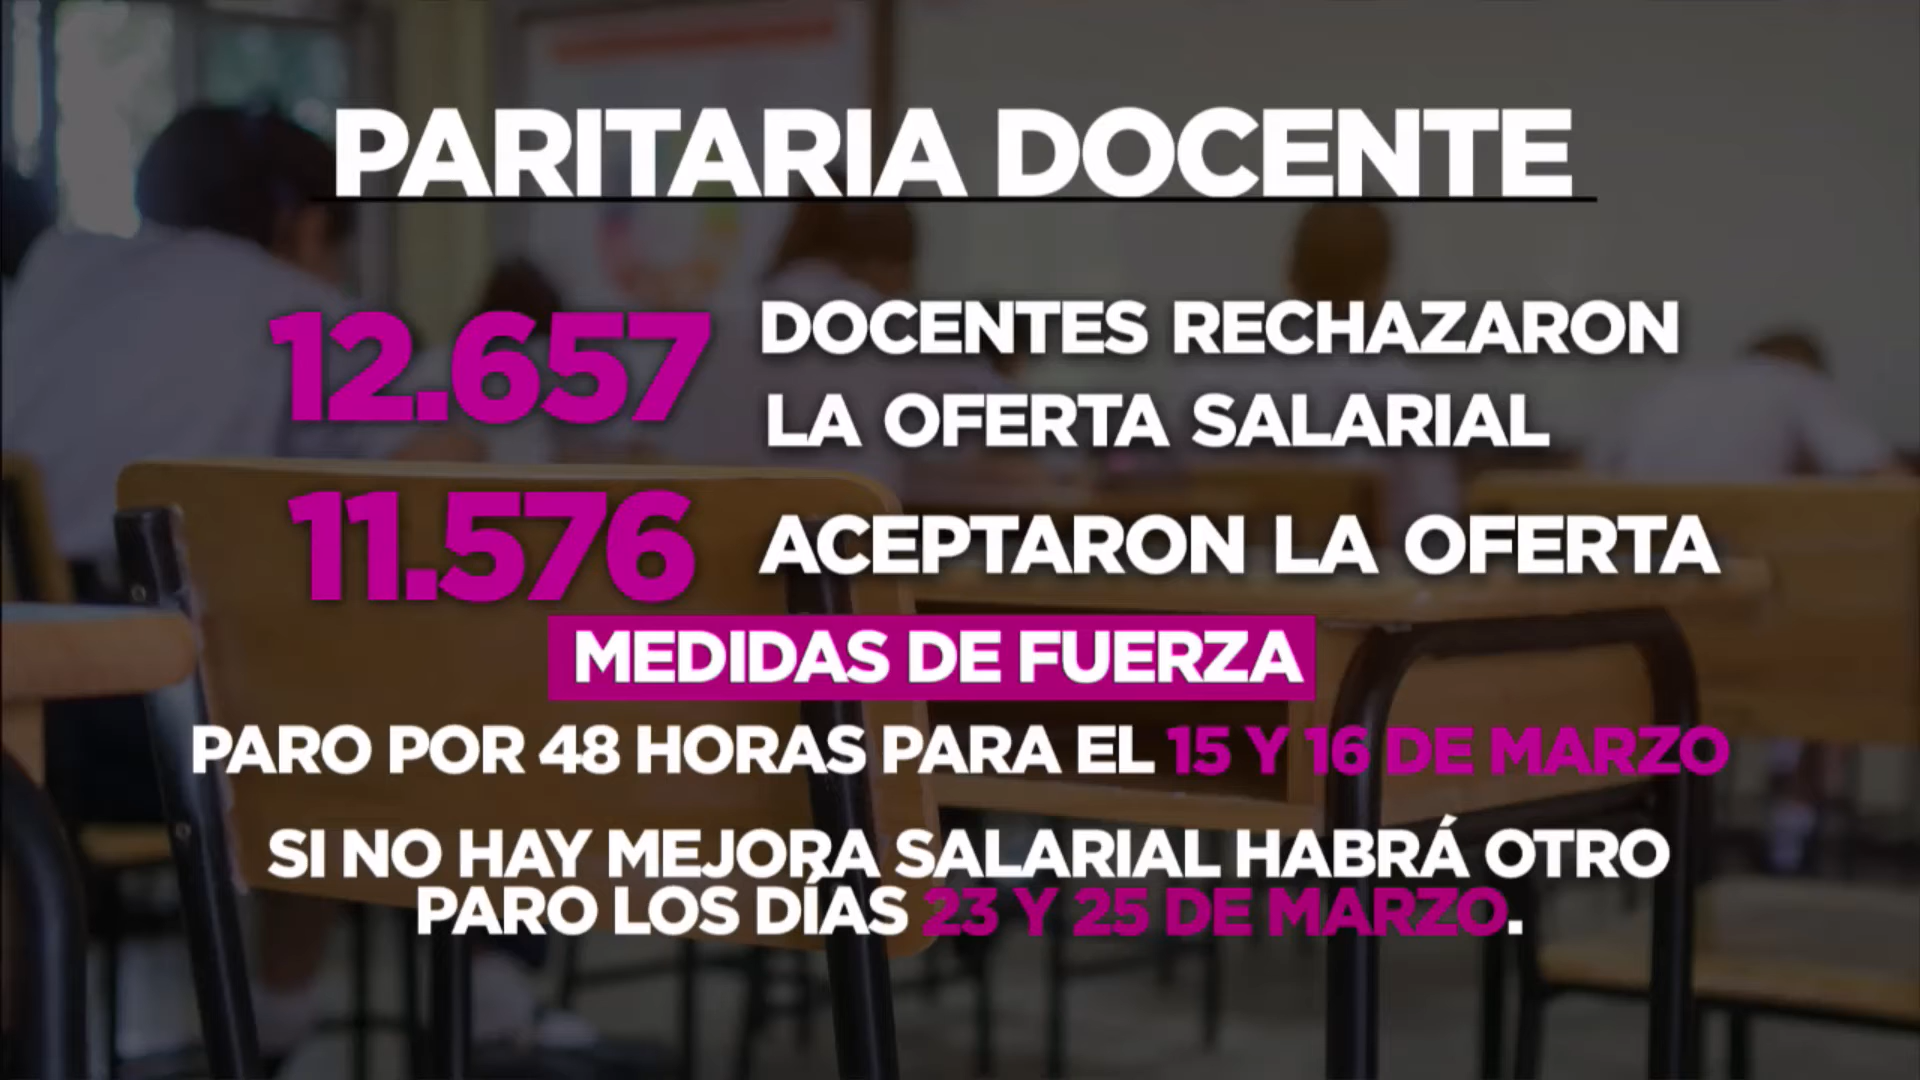 PARITARIA DOCENTE
12.657 DOCENTES RECHAZARON
LA OFERTA SALARIAL
11.576 ACEPTARON LA OFERTA
MEDIDAS DE FUERZA
PARO POR 48 HORAS PARA EL 15 Y 16 DE MARZO
SI NO HAY MEJORA SALARIAL HABRÁ OTRO
PARO LOS DÍAS 23 Y 25 DE MARZO.